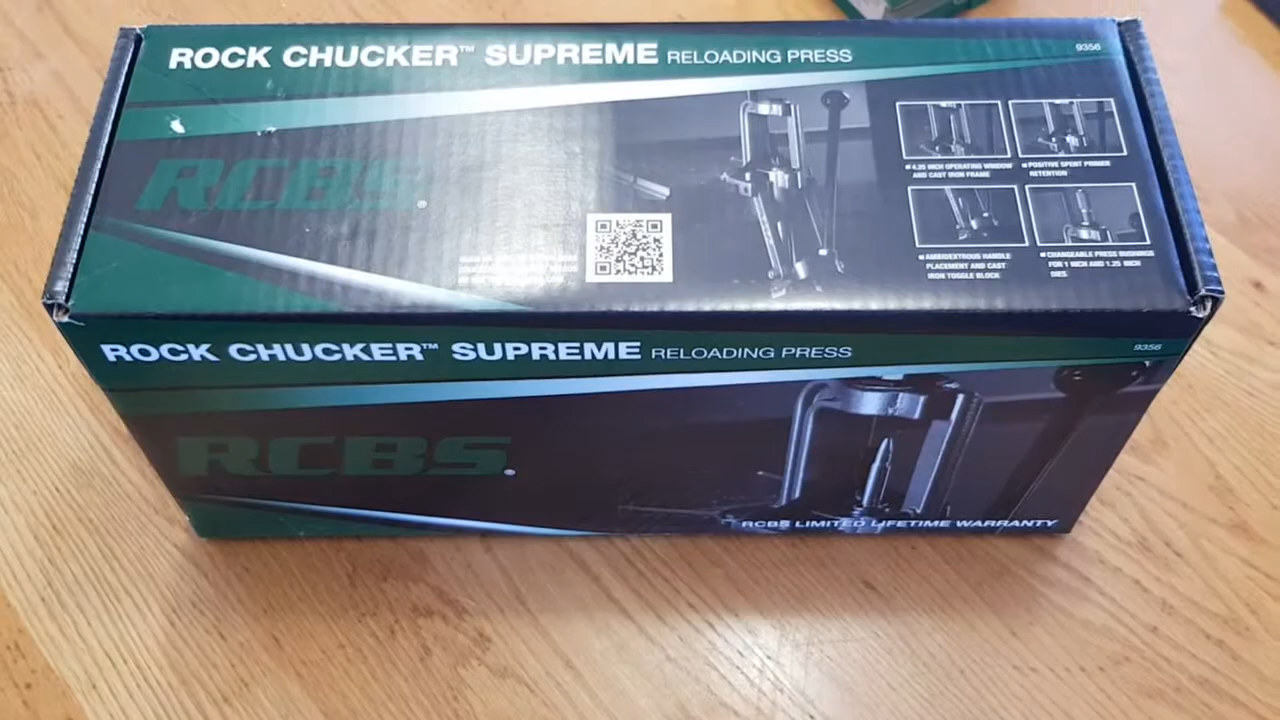 ROCK CHUCKER™ SUPREME RELOADING PRESS
9356
RCBS
4.25 INCH OPERATING WINDOW
AND CAST IRON FRAME
POSITIVE SPENT PRIMER
RETENTION
AMBIDEXTROUS HANDLE
PLACEMENT AND CAST
IRON TOGGLE BLOCK
CHANGEABLE PRESS BUSHINGS
FOR 1 INCH AND 1.25 INCH
DIES
ROCK CHUCKER™ SUPREME RELOADING PRESS
9356
RCBS
RCBS LIMITED LIFETIME WARRANTY